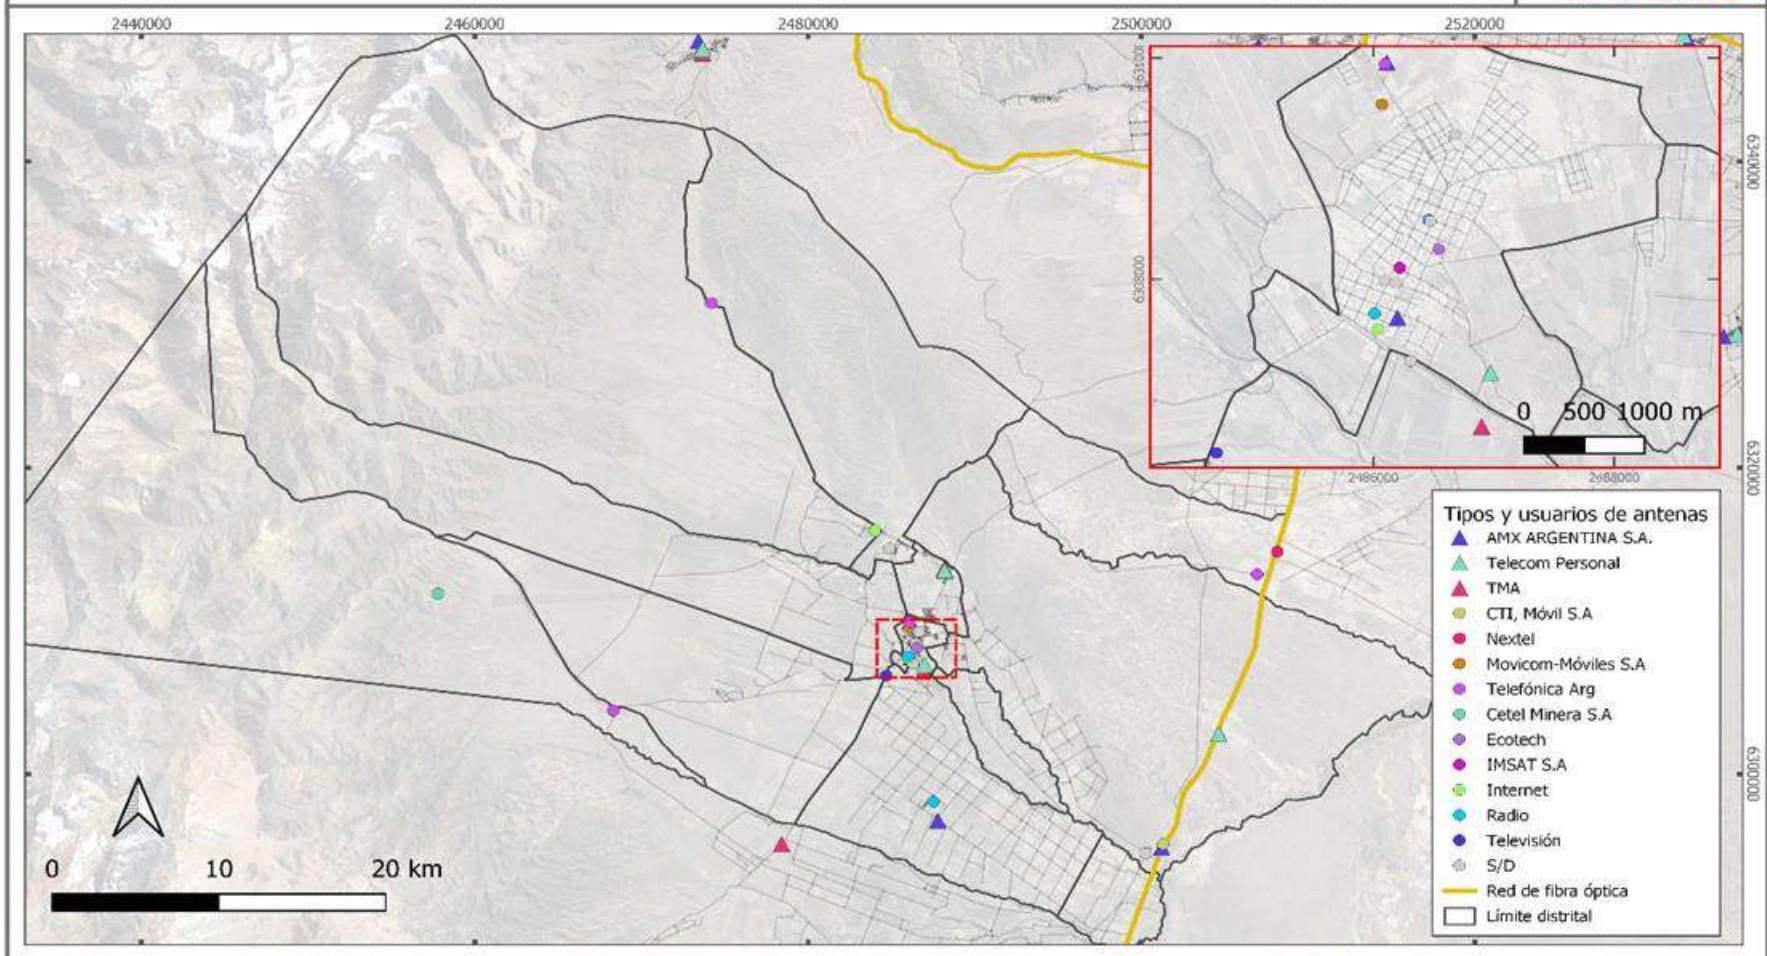 2440000
2460000
2480000
2500000
2520000
6340000
6320000
6300000
6308000
0 500 1000 m
2486000
2488000
Tipos y usuarios de antenas
AMX ARGENTINA S.A.
Telecom Personal
TMA
CTI, Móvil S.A
Nextel
Movicom-Móviles S.A
Telefónica Arg
Cetel Minera S.A
Ecotech
IMSAT S.A
Internet
Radio
Televisión
S/D
Red de fibra óptica
Límite distrital
0 10 20 km